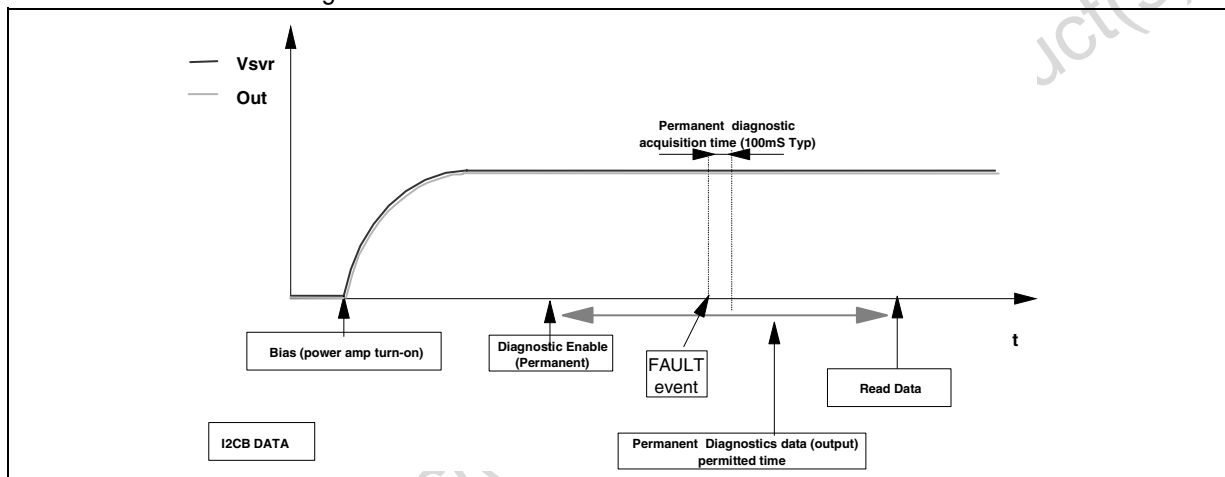 Vsvr
Out
Permanent diagnostic
acquisition time (100mS Typ)
t
Bias (power amp turn-on)
Diagnostic Enable
(Permanent)
FAULT
event
Read Data
I2CB DATA
Permanent Diagnostics data (output)
permitted time